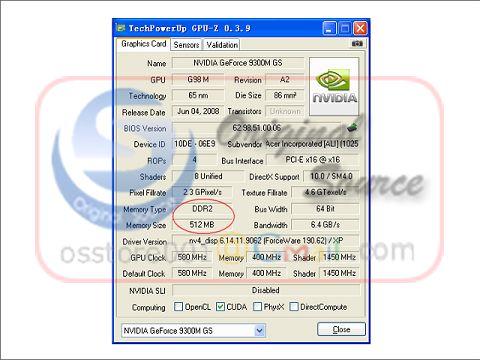 TechPowerUp GPU-Z 0.3.9
Graphics Card Sensors Validation
Name NVIDIA GeForce 9300M GS
GPU G98 M Revision A2
Technology 65 nm Die Size 86 mm²
Release Date Jun 04, 2008 Transistors Unknown
NVIDIA
BIOS Version 62.98.51.00.06
Device ID 10DE - 06E9 Subvendor Acer Incorporated [ALI] (1025
ROPs 4 Bus Interface PCI-E x16 @ x16
Shaders 8 Unified DirectX Support 10.0 / SM4.0
Pixel Fillrate 2.3 GPixel/s Texture Fillrate 4.6 GTexel/s
Memory Type DDR2 Bus Width 64 Bit
Memory Size 512 MB Bandwidth 6.4 GB/s
Driver Version nv4_disp 6.14.11.9062 (ForceWare 190.62) / XP
GPU Clock 580 MHz Memory 400 MHz Shader 1450 MHz
Default Clock 580 MHz Memory 400 MHz Shader 1450 MHz
NVIDIA SLI Disabled
Computing OpenCL CUDA PhysX DirectCompute
NVIDIA GeForce 9300M GS Close
Original
Source